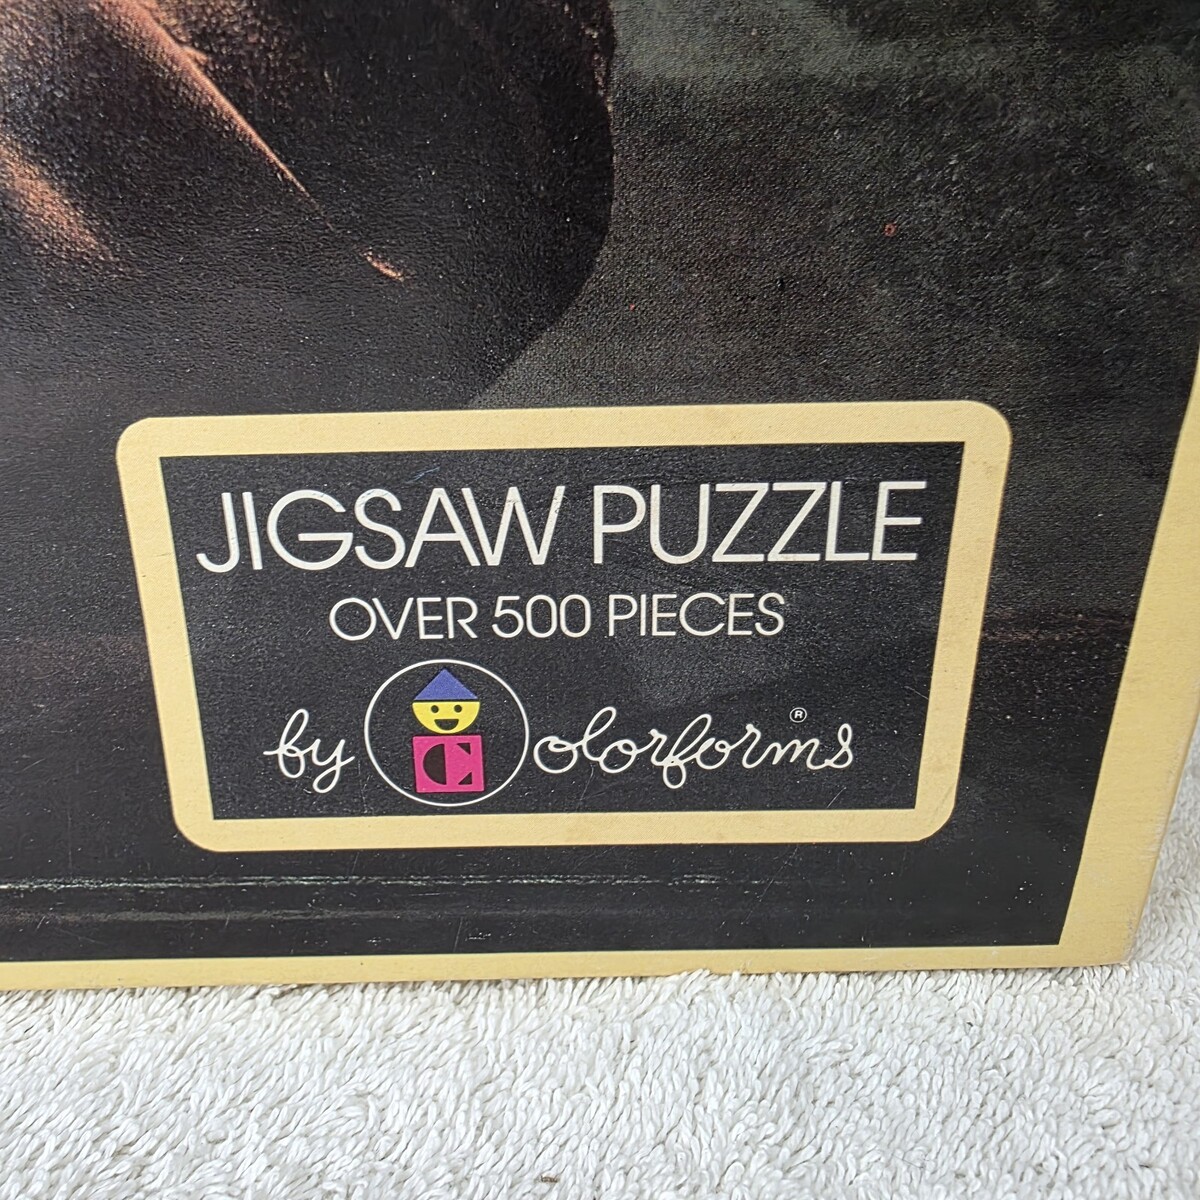 JIGSAW PUZZLE
OVER 500 PIECES
by Colorforms®